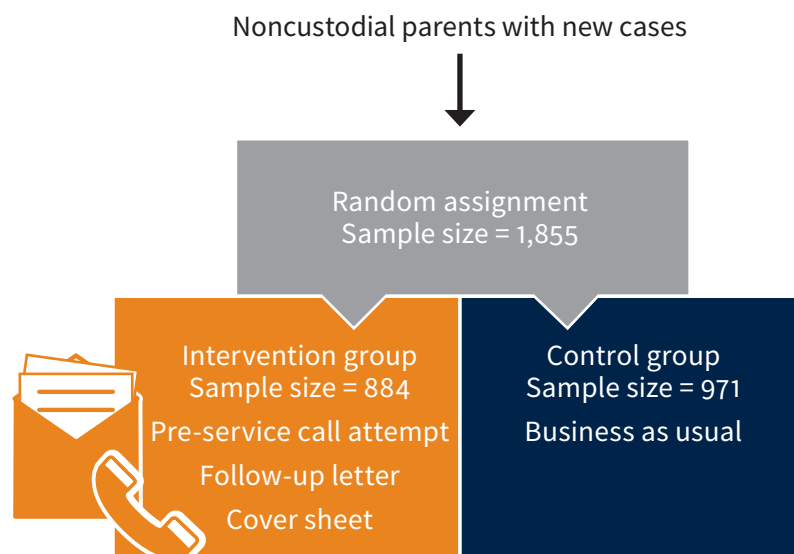 Noncustodial parents with new cases
Random assignment
Sample size = 1,855
Intervention group
Sample size = 884
Pre-service call attempt
Follow-up letter
Cover sheet
Control group
Sample size = 971
Business as usual